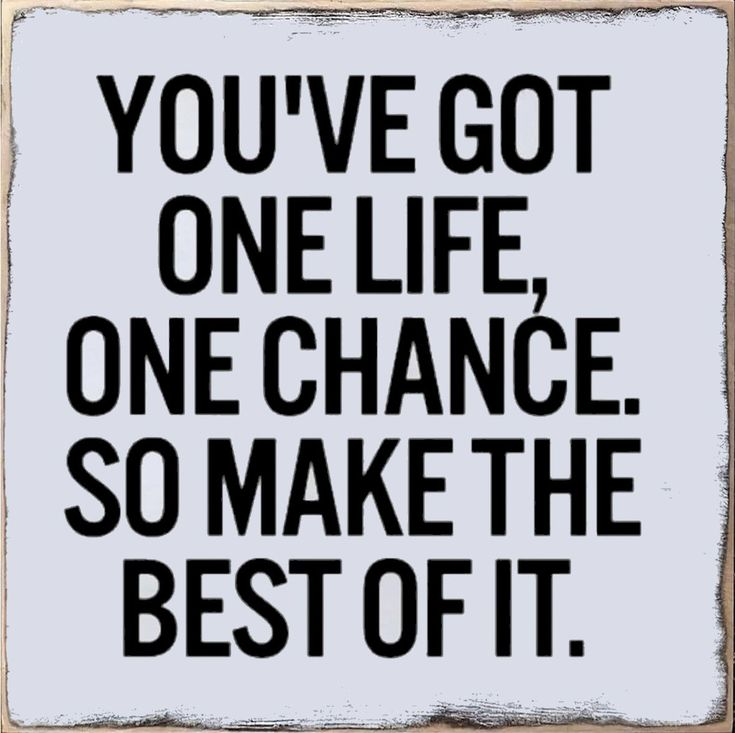 YOU'VE GOT
ONE LIFE,
ONE CHANCE.
SO MAKE THE
BEST OF IT.